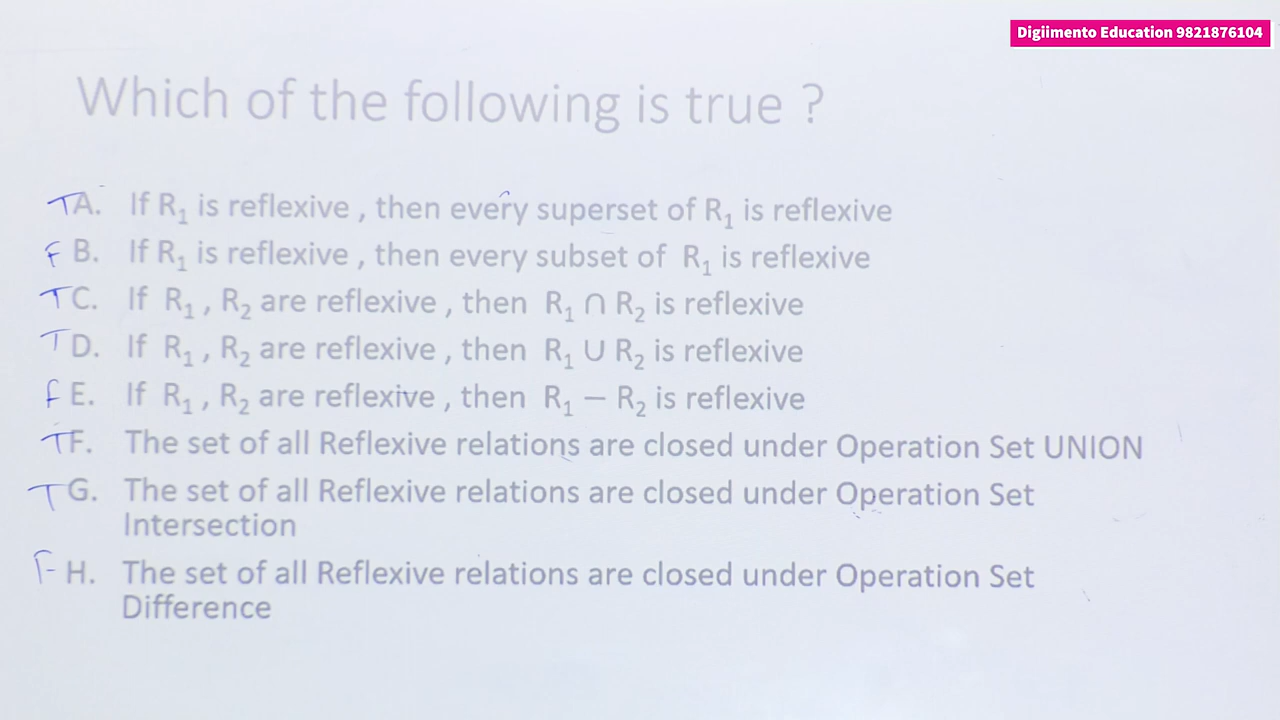 Digiimento Education 9821876104
Which of the following is true ?
T A. If R₁ is reflexive , then every superset of R₁ is reflexive
F B. If R₁ is reflexive , then every subset of R₁ is reflexive
T C. If R₁ , R₂ are reflexive , then R₁ ∩ R₂ is reflexive
T D. If R₁ , R₂ are reflexive , then R₁ ∪ R₂ is reflexive
F E. If R₁ , R₂ are reflexive , then R₁ − R₂ is reflexive
T F. The set of all Reflexive relations are closed under Operation Set UNION
T G. The set of all Reflexive relations are closed under Operation Set
Intersection
F H. The set of all Reflexive relations are closed under Operation Set
Difference